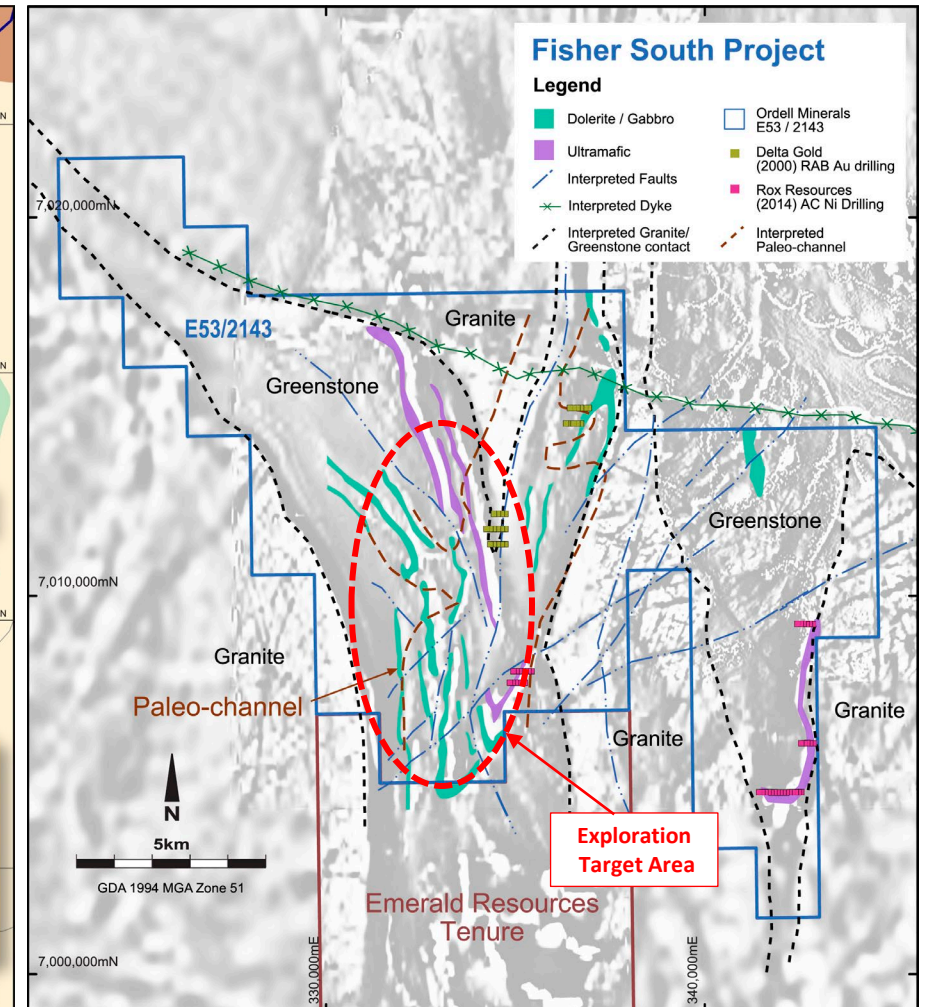 Fisher South Project
Legend
Dolerite / Gabbro
Ultramafic
Interpreted Faults
Interpreted Dyke
Interpreted Granite/
Greenstone contact
Ordell Minerals
E53 / 2143
Delta Gold
(2000) RAB Au drilling
Rox Resources
(2014) AC Ni Drilling
Interpreted
Paleo-channel
N
7,020,000mN
E53/2143
Granite
N
Greenstone
Greenstone
7,010,000mN
N
Granite
Paleo-channel
Granite
Granite
N
5km
GDA 1994 MGA Zone 51
Exploration
Target Area
Emerald Resources
Tenure
7,000,000mN
330,000mE
340,000mE